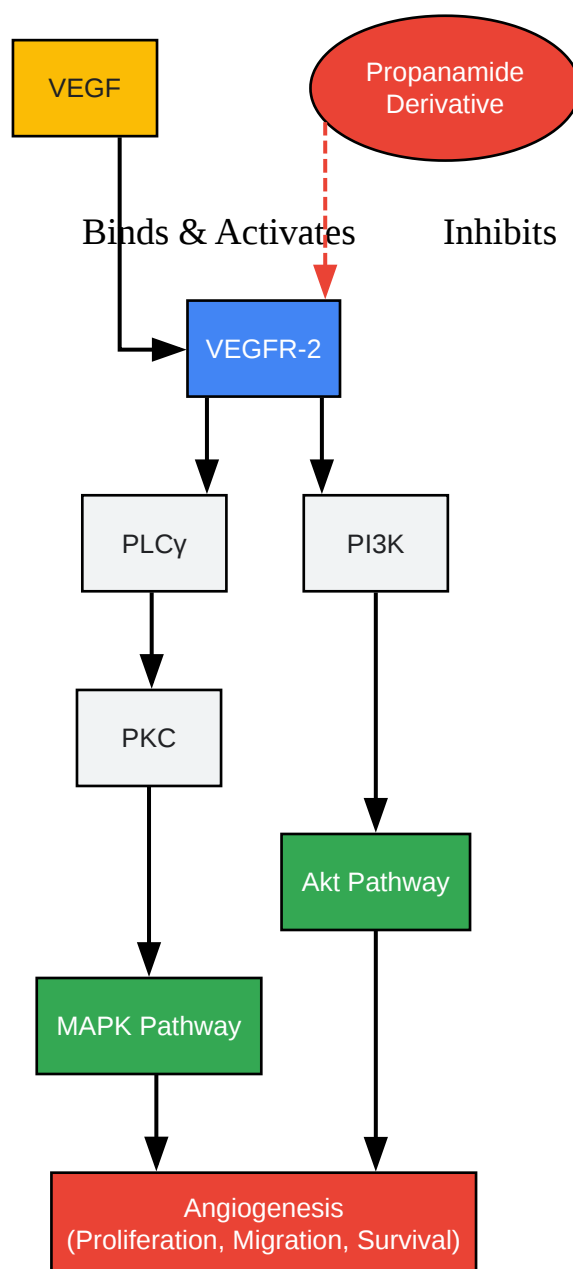 VEGF
Propanamide
Derivative
Binds & Activates
Inhibits
VEGFR-2
PLCγ
PI3K
PKC
Akt Pathway
MAPK Pathway
Angiogenesis
(Proliferation, Migration, Survival)